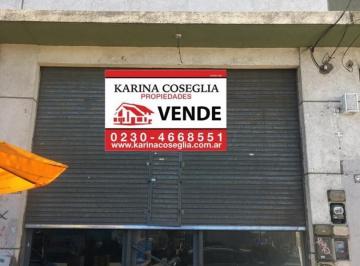 KARINA COSEGLIA
PROPIEDADES
VENDE
0230-4668551
www.karinacoseglia.com.ar